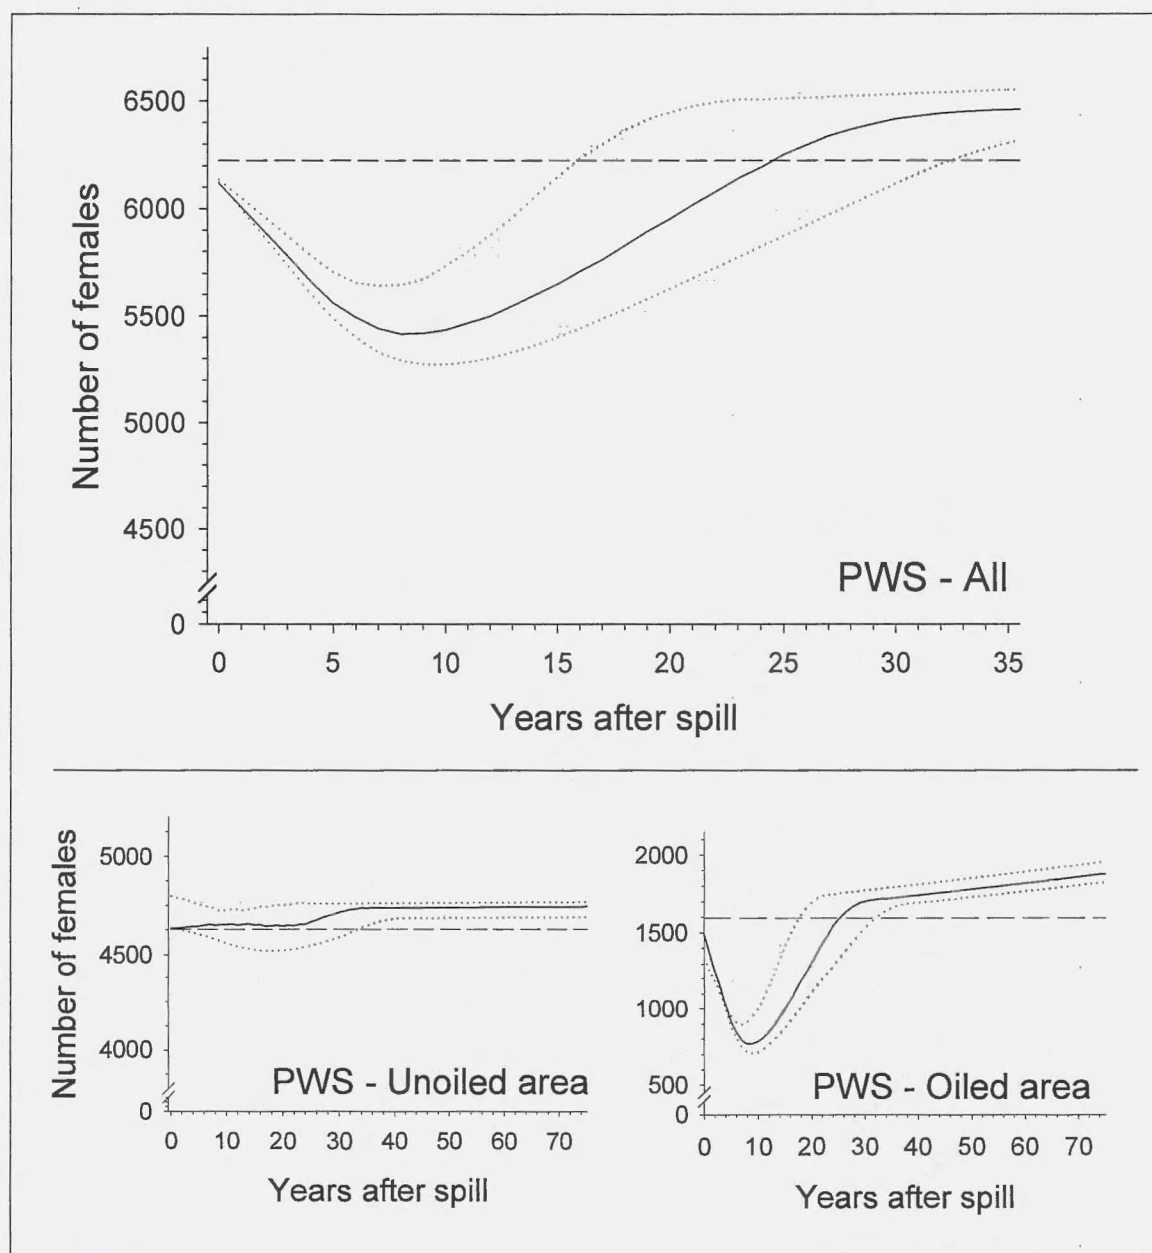 Number of females
6500
6000
5500
5000
4500
0
PWS - All
0 5 10 15 20 25 30 35
Years after spill
Number of females
5000
4500
4000
0
PWS - Unoiled area
0 10 20 30 40 50 60 70
Years after spill
2000
1500
1000
500
0
PWS - Oiled area
0 10 20 30 40 50 60 70
Years after spill